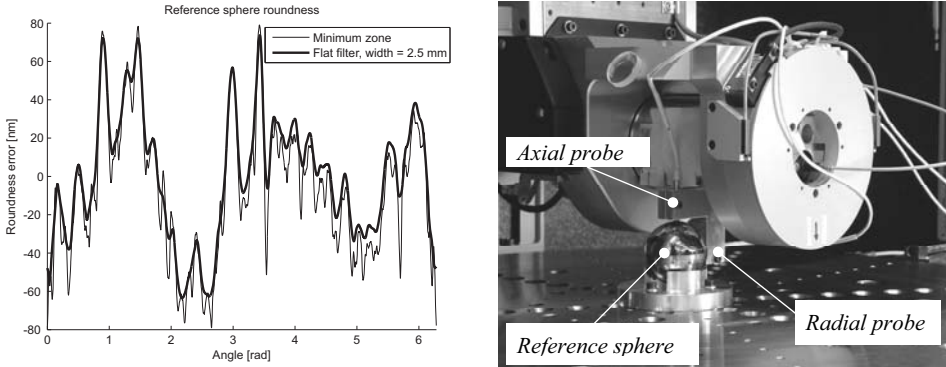 Reference sphere roundness
Minimum zone
Flat filter, width = 2.5 mm
Roundness error [nm]
80
60
40
20
0
-20
-40
-60
-80
0
1
2
3
4
5
6
Angle [rad]
Axial probe
Reference sphere
Radial probe